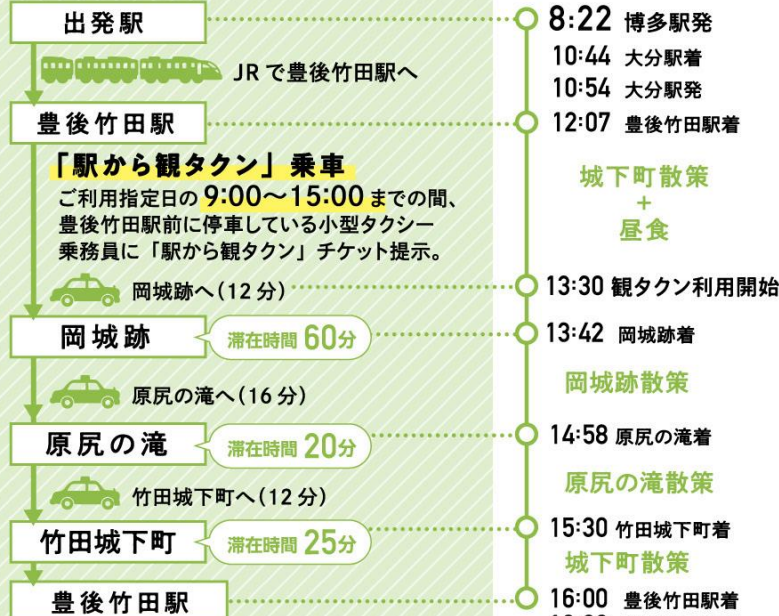 出発駅
8:22 博多駅発
JRで豊後竹田駅へ
10:44 大分駅着
10:54 大分駅発
豊後竹田駅
12:07 豊後竹田駅着
「駅から観タクン」乗車
ご利用指定日の9:00～15:00までの間、
豊後竹田駅前に停車している小型タクシー
乗務員に「駅から観タクン」チケット提示。
城下町散策
+
昼食
岡城跡へ(12分)
13:30 観タクン利用開始
岡城跡
滞在時間 60分
13:42 岡城跡着
岡城跡散策
原尻の滝へ(16分)
原尻の滝
滞在時間 20分
14:58 原尻の滝着
原尻の滝散策
竹田城下町へ(12分)
竹田城下町
滞在時間 25分
15:30 竹田城下町着
城下町散策
豊後竹田駅
16:00 豊後竹田駅着